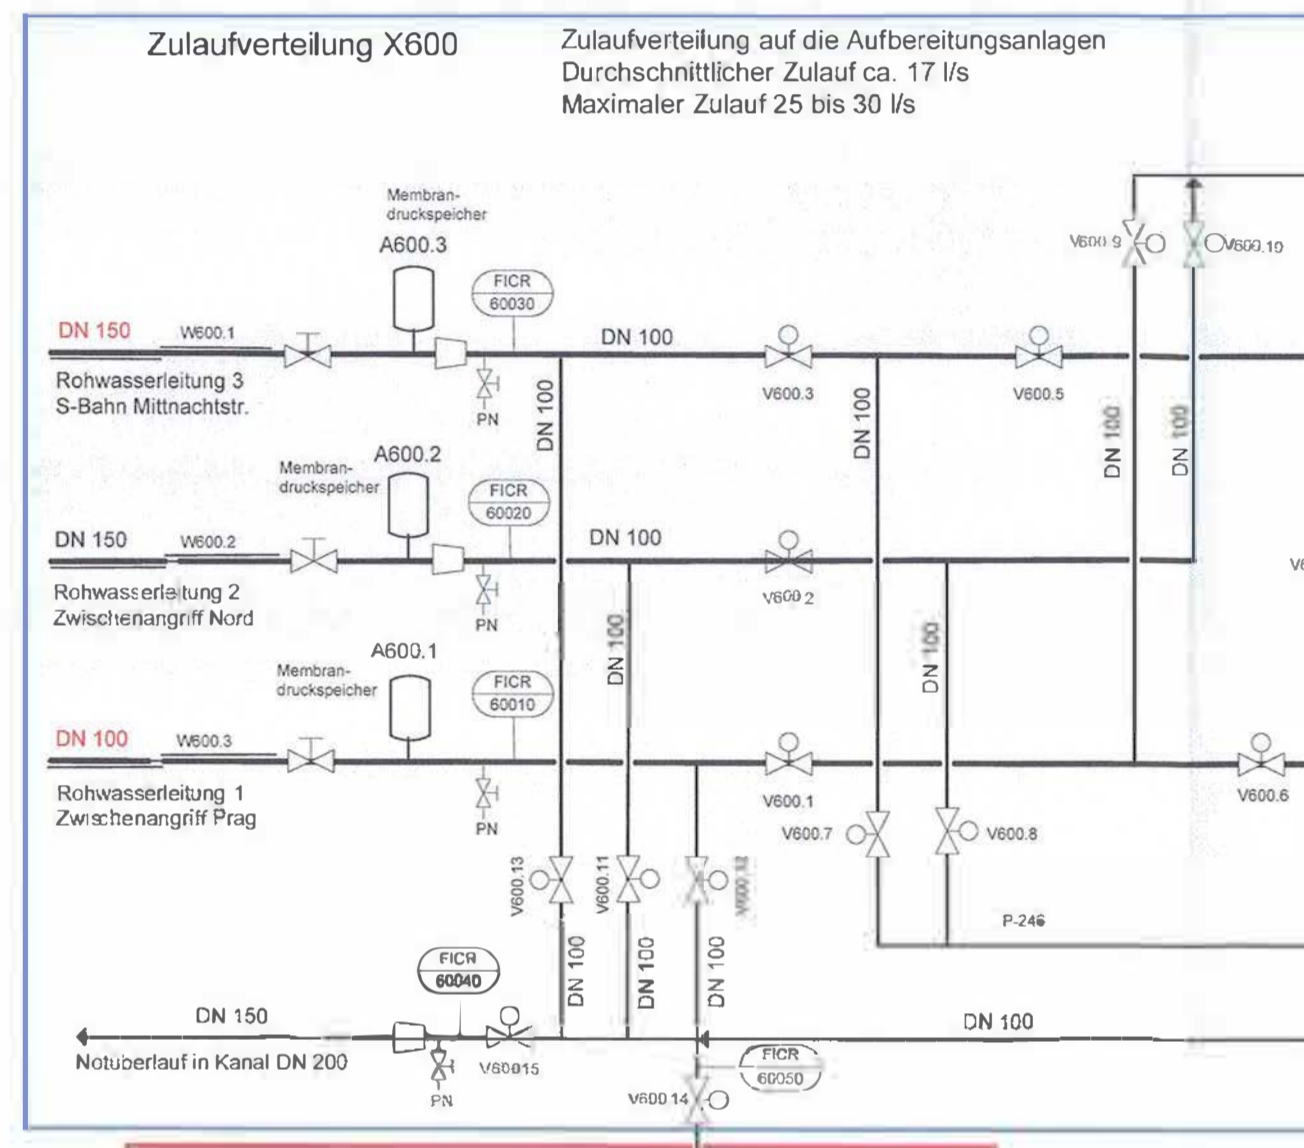 Zulaufverteilung X600
Zulaufverteilung auf die Aufbereitungsanlagen
Durchschnittlicher Zulauf ca. 17 l/s
Maximaler Zulauf 25 bis 30 l/s
Membran-
druckspeicher
A600.3
FICR
60030
V600.9
V600.10
DN 150
W600.1
DN 100
Rohwasserleitung 3
S-Bahn Mittnachtstr.
PN
DN 100
V600.3
DN 100
V600.5
DN 100
DN 100
A600.2
Membran-
druckspeicher
FICR
60020
DN 150
W600.2
DN 100
Rohwasserleitung 2
Zwischenangriff Nord
PN
V600.2
DN 100
DN 100
A600.1
Membran-
druckspeicher
FICR
60010
DN 100
W600.3
Rohwasserleitung 1
Zwischenangriff Prag
PN
V600.1
V600.7
V600.8
V600.6
V600.13
V600.11
V600.12
P-246
FICR
60040
DN 100
DN 100
DN 100
DN 150
DN 100
Notüberlauf in Kanal DN 200
V60015
FICR
60050
PN
V600.14